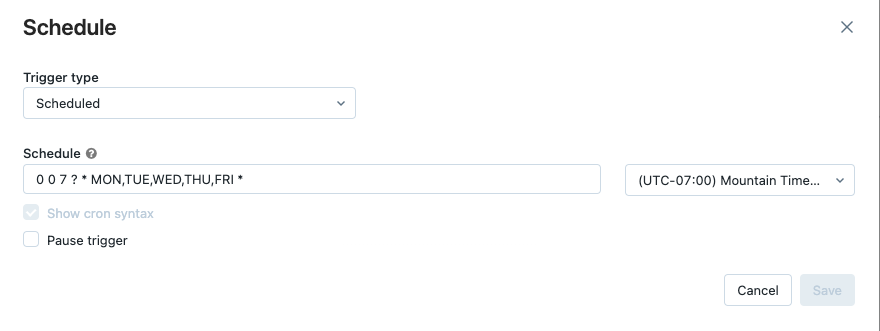 Schedule
Trigger type
Scheduled
Schedule ?
0 0 7 ? * MON,TUE,WED,THU,FRI *
(UTC-07:00) Mountain Time...
Show cron syntax
Pause trigger
Cancel
Save